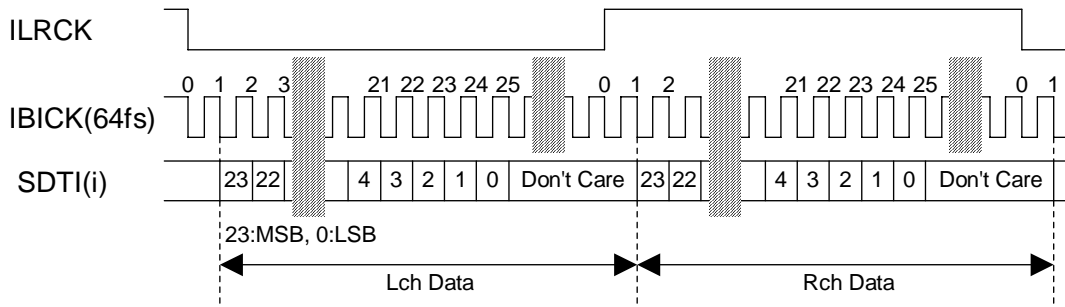 ILRCK
0 1 2 3 21 22 23 24 25 0 1 2 21 22 23 24 25 0 1
IBICK(64fs)
SDTI(i) 23 22 4 3 2 1 0 Don't Care 23 22 4 3 2 1 0 Don't Care
23:MSB, 0:LSB
Lch Data Rch Data